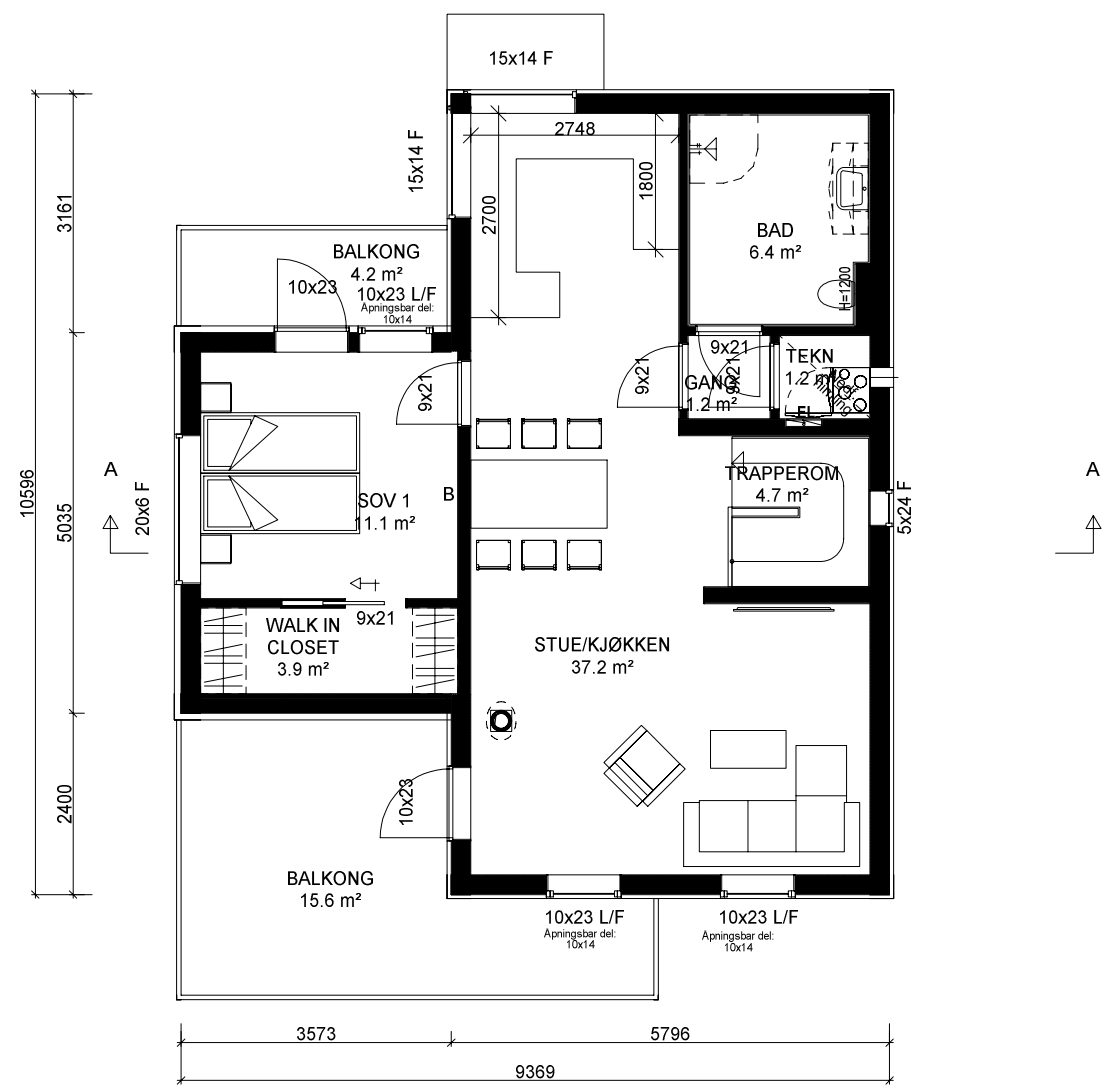 15x14 F
15x14 F
2748
2700
1800
3161
BAD
6.4 m²
H=1200
BALKONG
4.2 m²
10x23
10x23 L/F
Åpningsbar del:
10x14
9x21
9x21
9x21
9x21
GANG
1.2 m²
TEKN
1.2 m²
EL
10596
5035
A
20x6 F
B
SOV 1
11.1 m²
TRAPPEROM
4.7 m²
5x24 F
A
9x21
WALK IN
CLOSET
3.9 m²
STUE/KJØKKEN
37.2 m²
2400
10x23
BALKONG
15.6 m²
10x23 L/F
Åpningsbar del:
10x14
10x23 L/F
Åpningsbar del:
10x14
3573
5796
9369